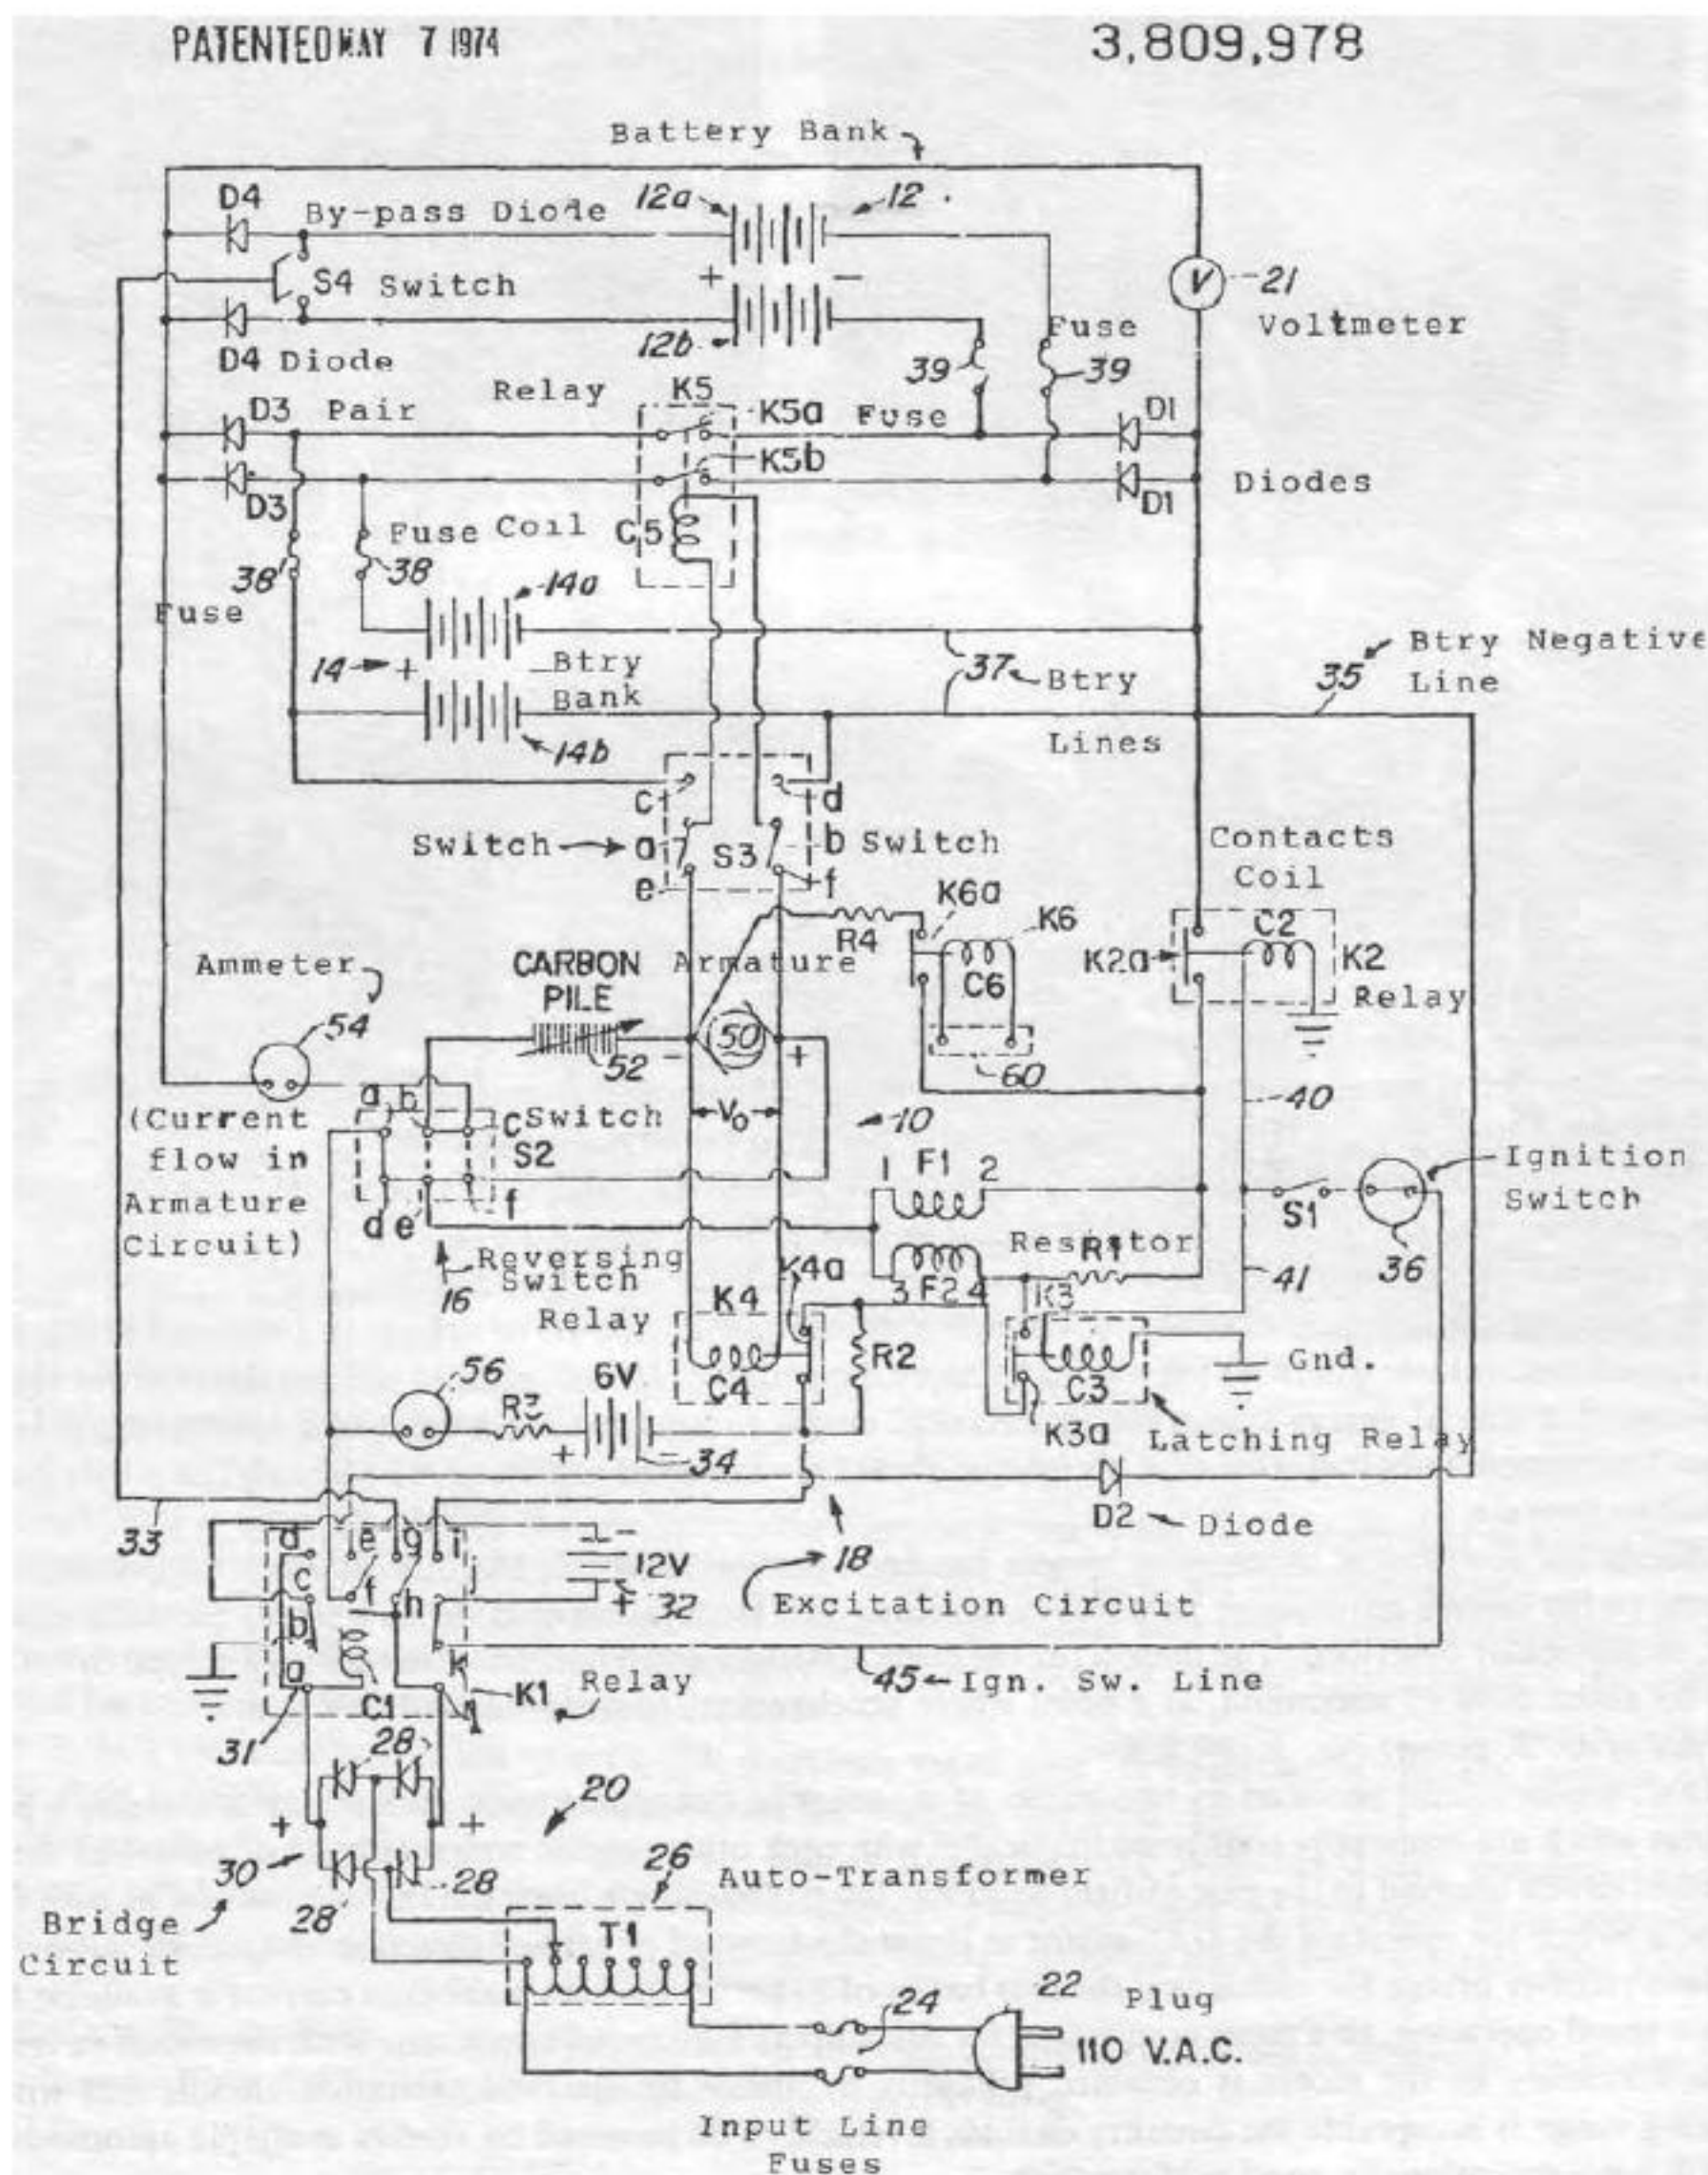 PATENTED MAY 7 1974
3,809,978
Battery Bank
D4
By-pass Diode
12a
12
S4 Switch
+ −
V
21
Voltmeter
D4 Diode
12b
Fuse
39
39
Relay K5
D3 Pair
K5a
Fuse
D1
K5b
D3
D1
Diodes
Fuse
Coil
C5
38
38
Fuse
14a
14
+
Btry
Bank
14b
37
Btry
Lines
35
Btry Negative
Line
c
d
Switch
a
S3
b
Switch
e
f
Contacts
Coil
C2
K2a
K2
Relay
K6a
R4
K6
C6
60
Ammeter
54
CARBON
PILE
Armature
50
52
−
+
(Current
flow in
Armature
Circuit)
a
b
c
Switch
S2
d
e
f
Vo
10
40
1
F1
2
S1
Ignition
Switch
36
Reversing
Switch
16
Resistor
R1
3
F2
4
41
K4a
K4
Relay
C4
R2
K3
C3
Gnd.
K3a
Latching Relay
56
R3
6V
+
−
34
D2
Diode
33
18
Excitation Circuit
d
e
g
i
c
f
h
j
b
a
k
l
12V
−
+
32
45
Ign. Sw. Line
C1
K1
Relay
31
28
+
+
20
30
28
28
Bridge
Circuit
26
Auto-Transformer
T1
24
22
Plug
110 V.A.C.
Input Line
Fuses